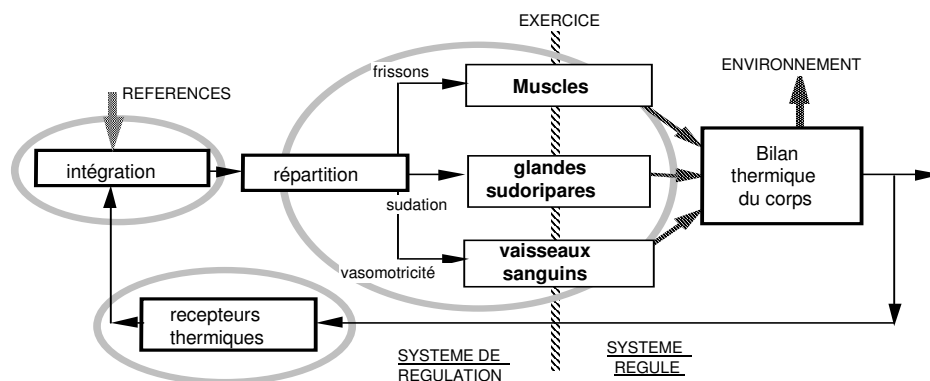 EXERCICE
frissons
Muscles
ENVIRONNEMENT
REFERENCES
intégration
répartition
glandes
sudoripares
Bilan
thermique
du corps
sudation
vasomotricité
vaisseaux
sanguins
recepteurs
thermiques
SYSTEME DE
REGULATION
SYSTEME
REGULE